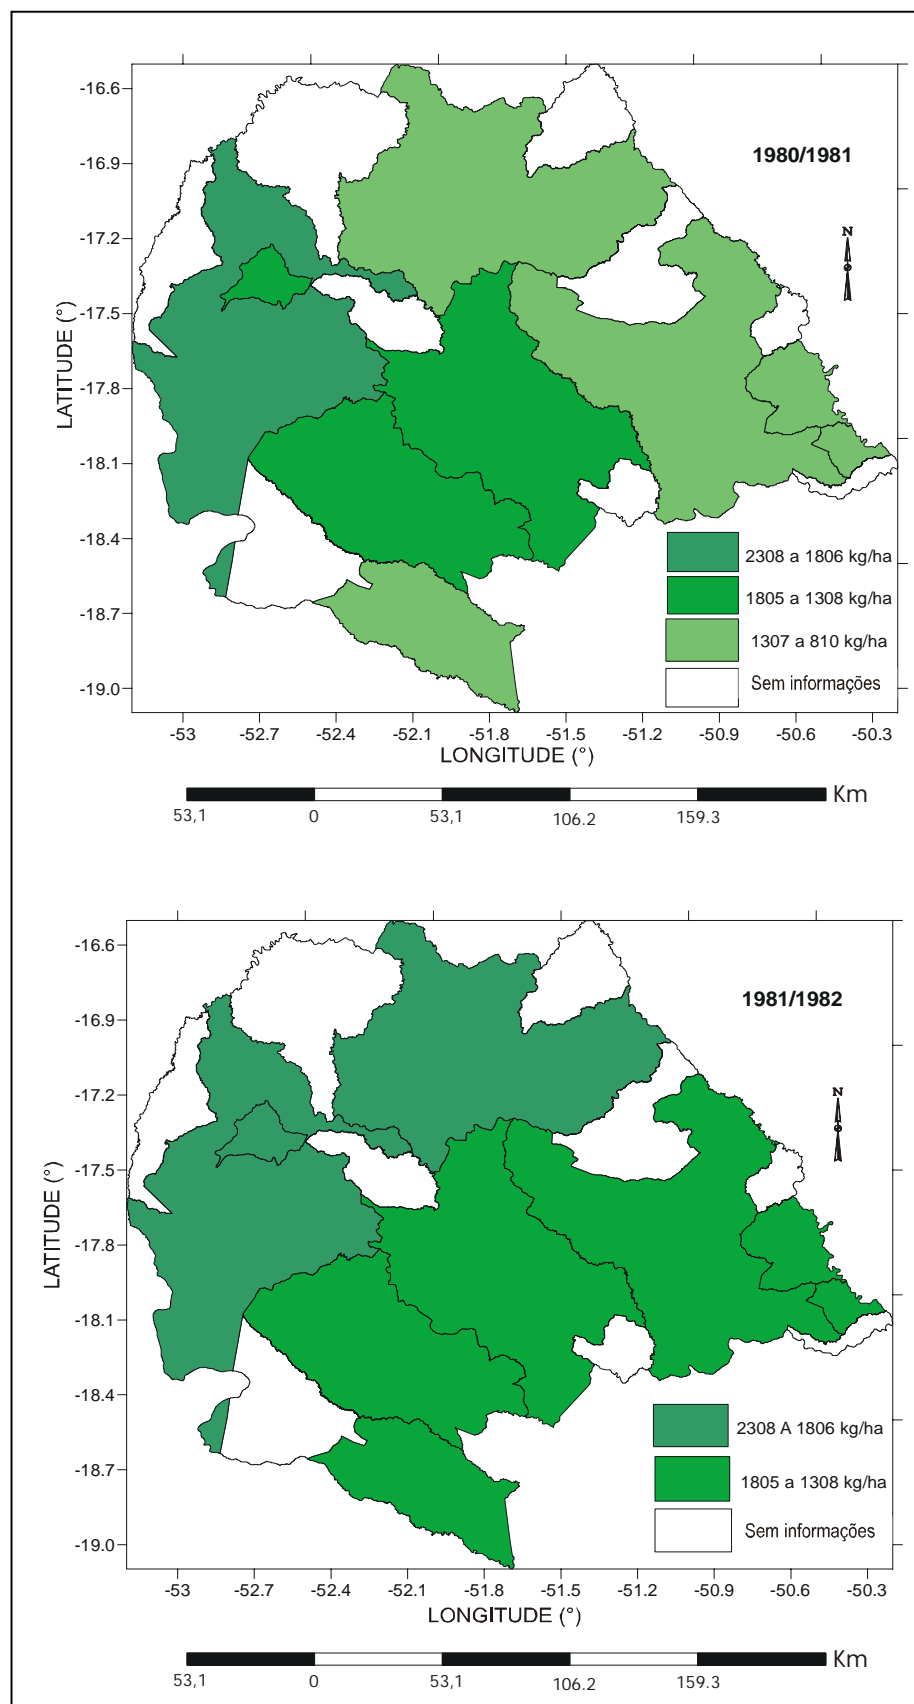 1980/1981
N
-16.6
-16.9
-17.2
-17.5
-17.8
-18.1
-18.4
-18.7
-19.0
LATITUDE (°)
2308 a 1806 kg/ha
1805 a 1308 kg/ha
1307 a 810 kg/ha
Sem informações
-53 -52.7 -52.4 -52.1 -51.8 -51.5 -51.2 -50.9 -50.6 -50.3
LONGITUDE (°)
Km
53,1 0 53,1 106.2 159.3
1981/1982
N
-16.6
-16.9
-17.2
-17.5
-17.8
-18.1
-18.4
-18.7
-19.0
LATITUDE (°)
2308 A 1806 kg/ha
1805 a 1308 kg/ha
Sem informações
-53 -52.7 -52.4 -52.1 -51.8 -51.5 -51.2 -50.9 -50.6 -50.3
LONGITUDE (°)
Km
53,1 0 53,1 106.2 159.3